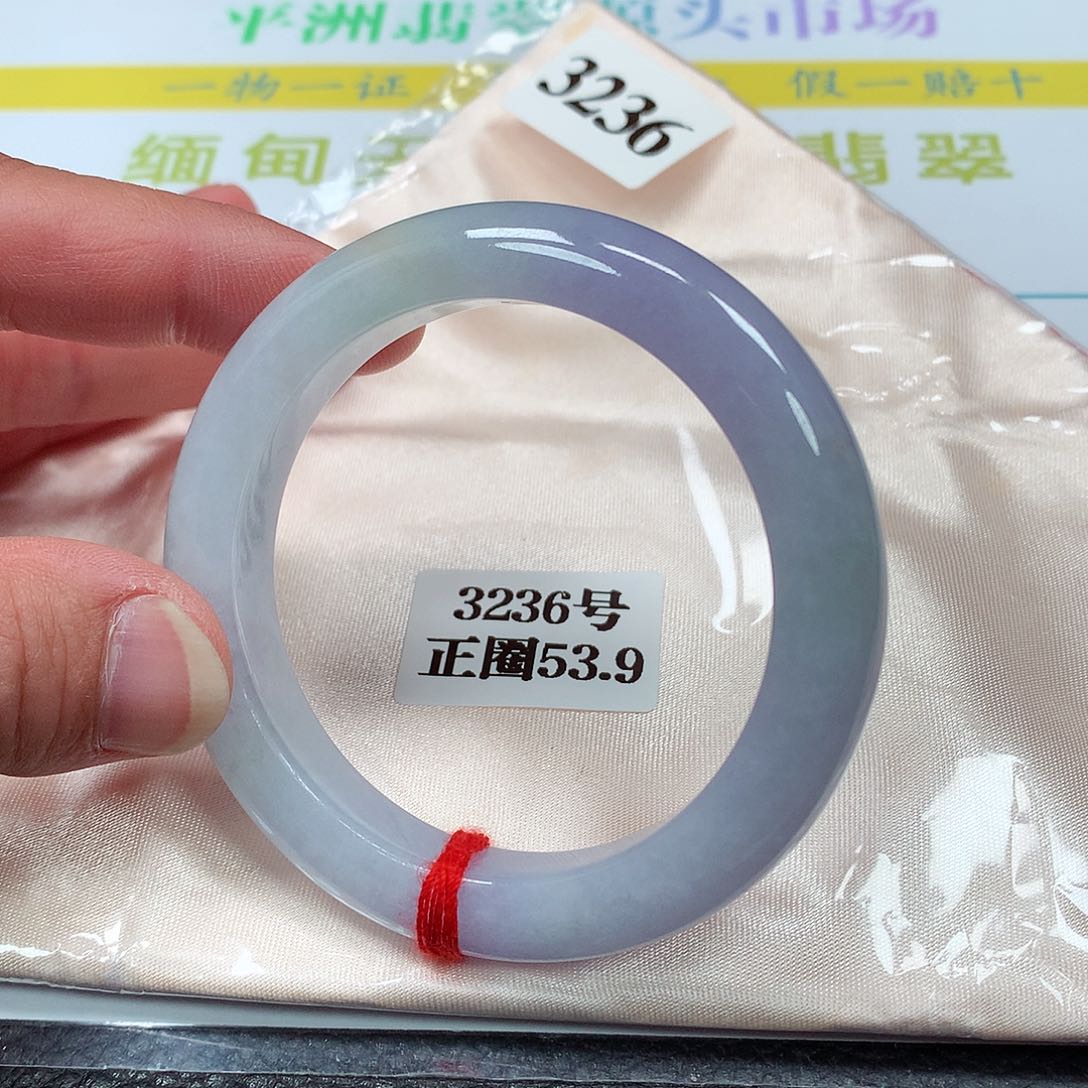 平洲翡翠源头市场
一物一证 假一赔十
缅甸 翡翠
3236
3236号
正圈53.9